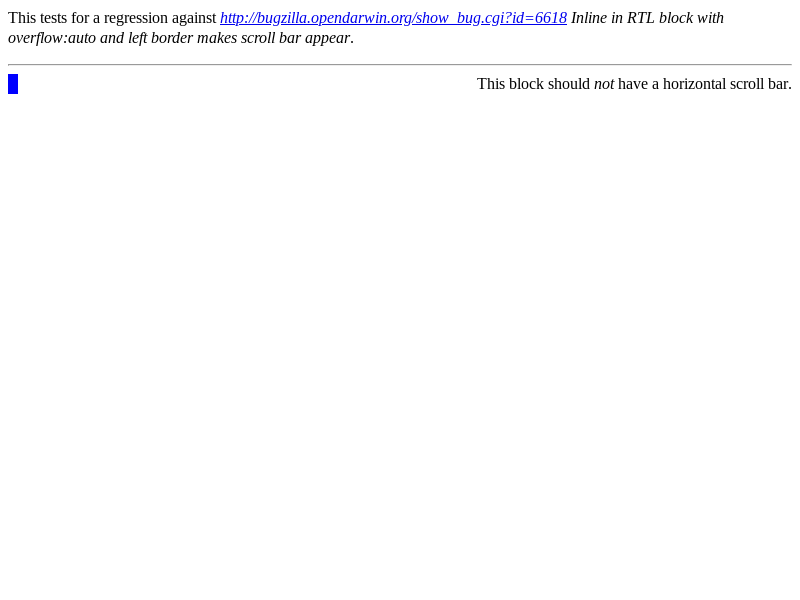 This tests for a regression against http://bugzilla.opendarwin.org/show_bug.cgi?id=6618 Inline in RTL block with
overflow:auto and left border makes scroll bar appear.
This block should not have a horizontal scroll bar.